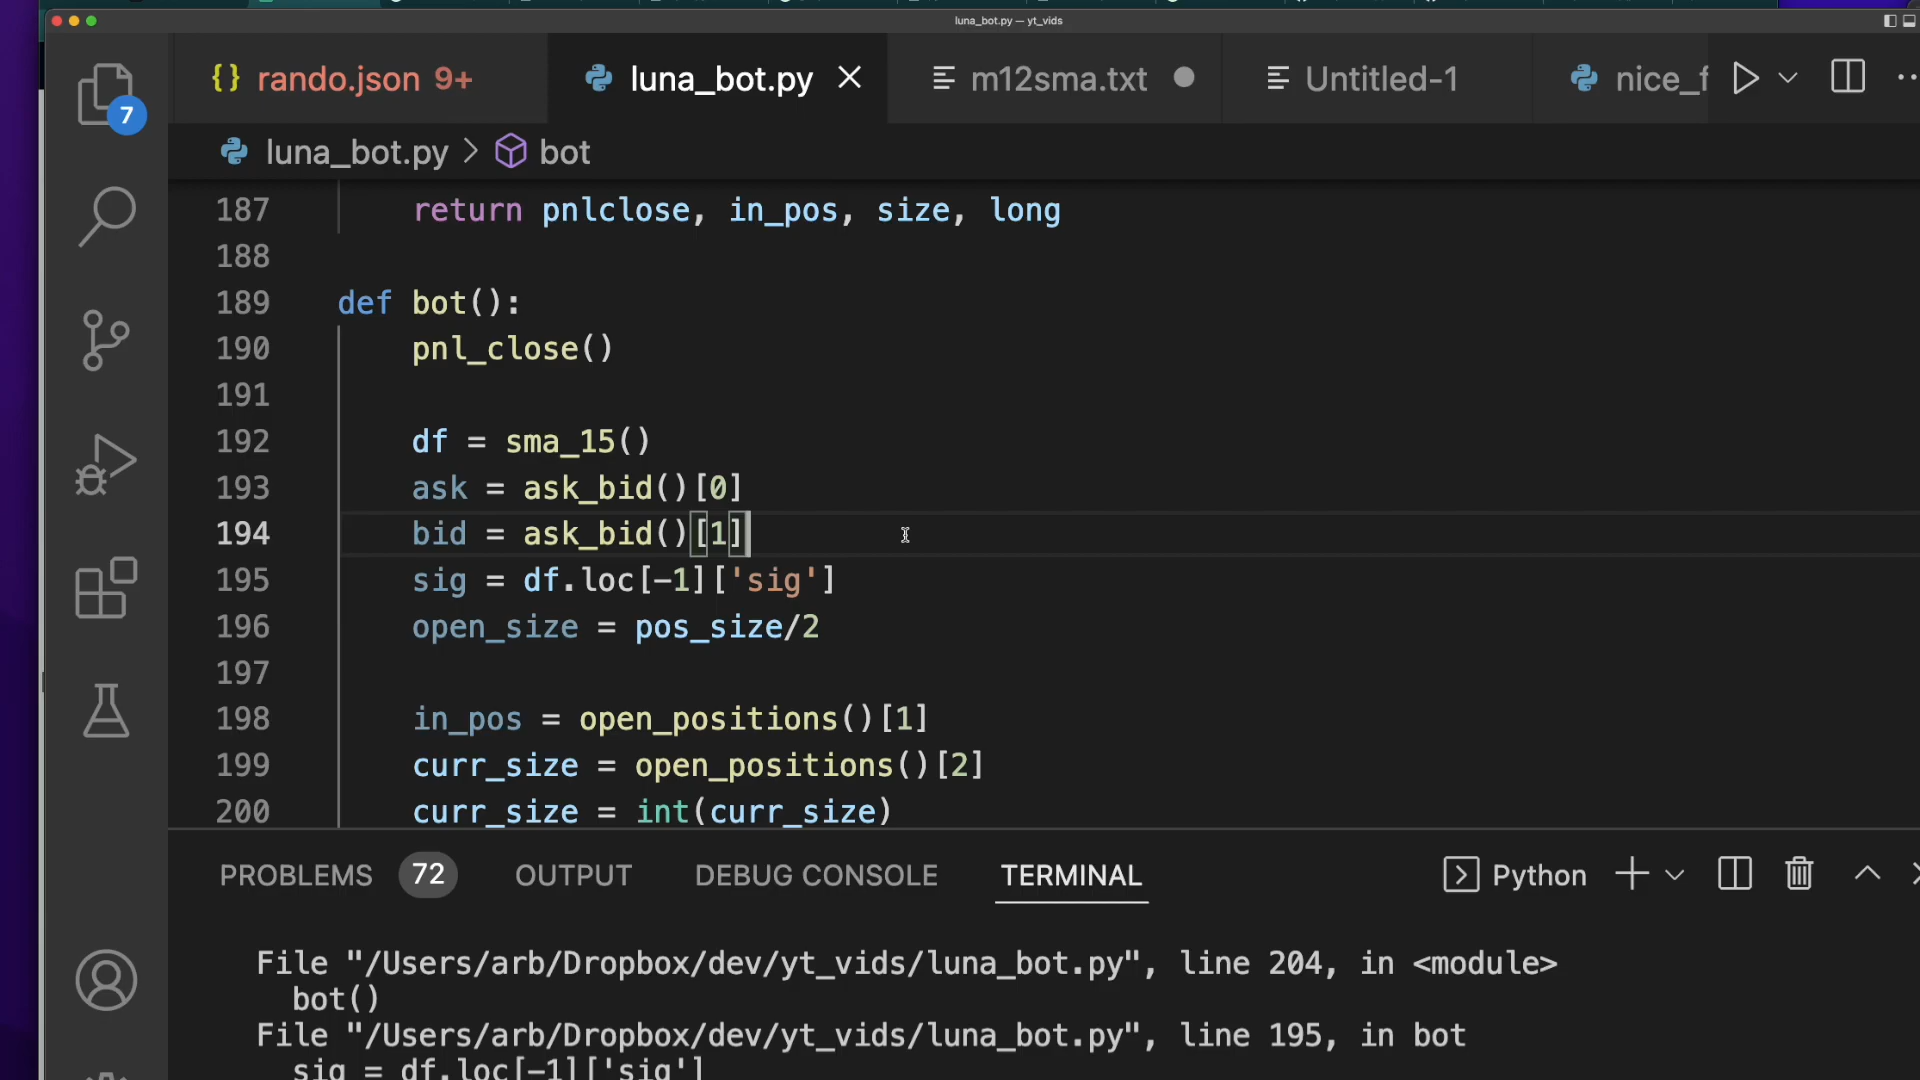 luna_bot.py — yt_vids
{} rando.json 9+
luna_bot.py
m12sma.txt
Untitled-1
nice_f
7
luna_bot.py > bot
187 return pnlclose, in_pos, size, long
188
189 def bot():
190 pnl_close()
191
192 df = sma_15()
193 ask = ask_bid()[0]
194 bid = ask_bid()[1]
195 sig = df.loc[-1]['sig']
196 open_size = pos_size/2
197
198 in_pos = open_positions()[1]
199 curr_size = open_positions()[2]
200 curr_size = int(curr_size)
PROBLEMS 72 OUTPUT DEBUG CONSOLE TERMINAL Python
File "/Users/arb/Dropbox/dev/yt_vids/luna_bot.py", line 204, in <module>
bot()
File "/Users/arb/Dropbox/dev/yt_vids/luna_bot.py", line 195, in bot
sig = df.loc[-1]['sig']